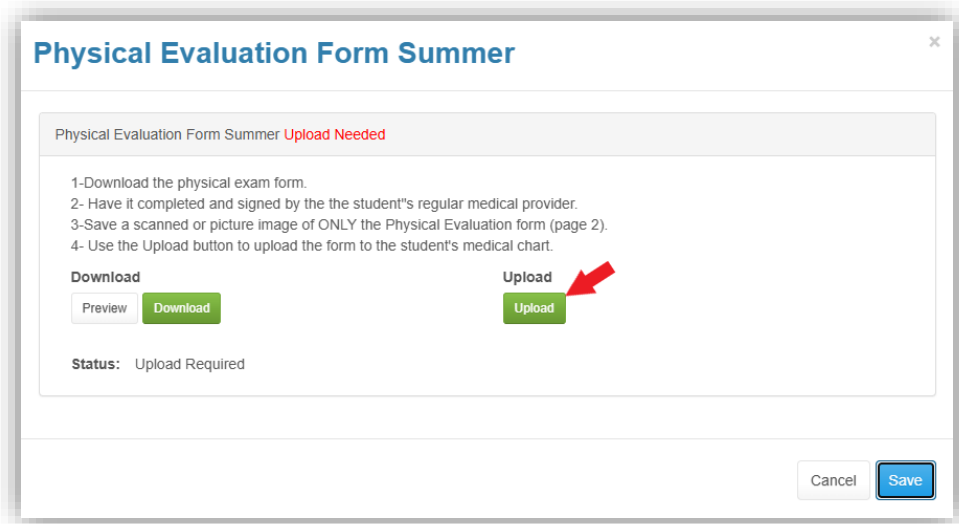 Physical Evaluation Form Summer
×
Physical Evaluation Form Summer Upload Needed
1-Download the physical exam form.
2- Have it completed and signed by the the student"s regular medical provider.
3-Save a scanned or picture image of ONLY the Physical Evaluation form (page 2).
4- Use the Upload button to upload the form to the student's medical chart.
Download Upload
Preview Download Upload
Status: Upload Required
Cancel Save